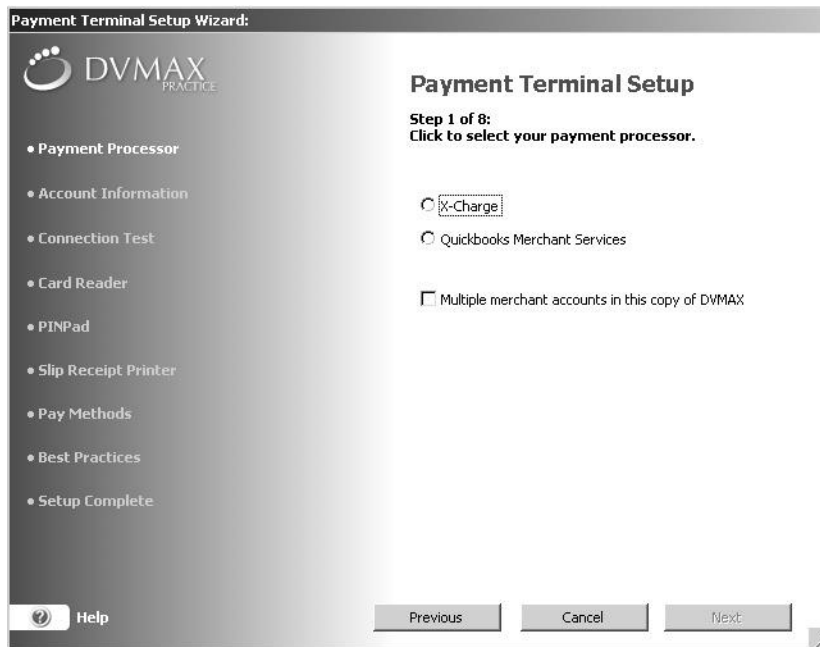 Payment Terminal Setup Wizard:
DVMAX
PRACTICE
• Payment Processor
• Account Information
• Connection Test
• Card Reader
• PINPad
• Slip Receipt Printer
• Pay Methods
• Best Practices
• Setup Complete
? Help
Payment Terminal Setup
Step 1 of 8:
Click to select your payment processor.
X-Charge
Quickbooks Merchant Services
Multiple merchant accounts in this copy of DVMAX
Previous Cancel Next